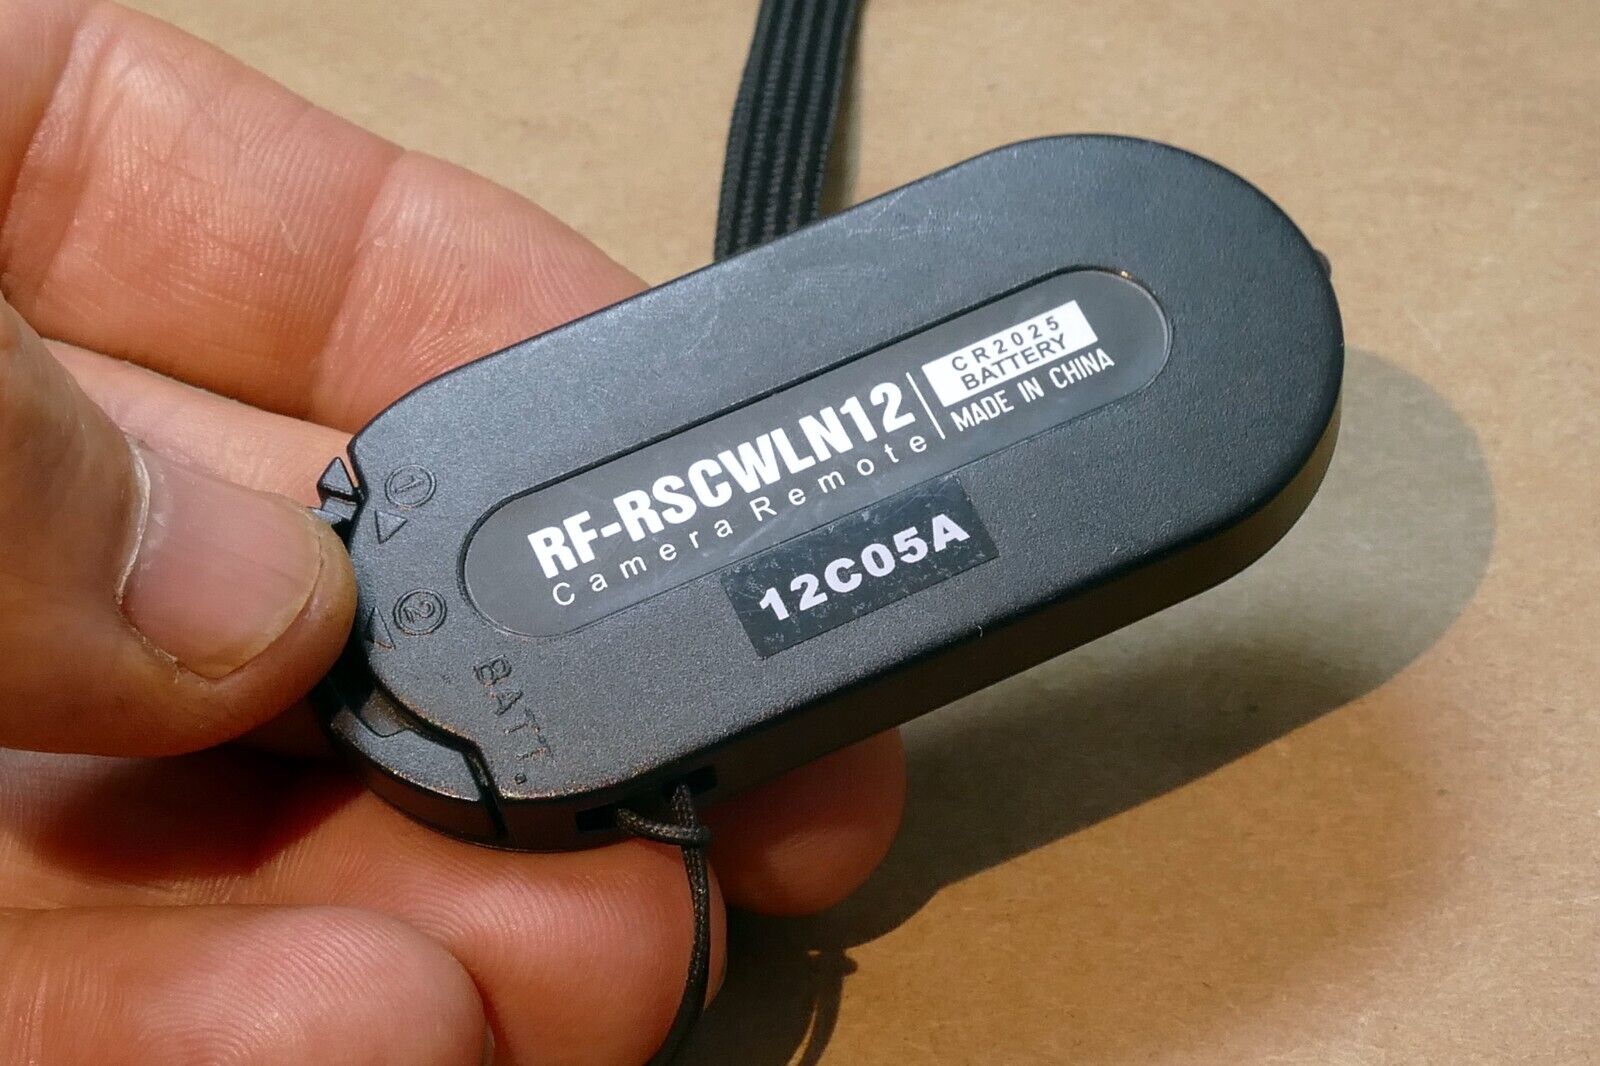 RF-RSCWLN12
Camera Remote
CR2025
BATTERY
MADE IN CHINA
12C05A
①
②
BATT.